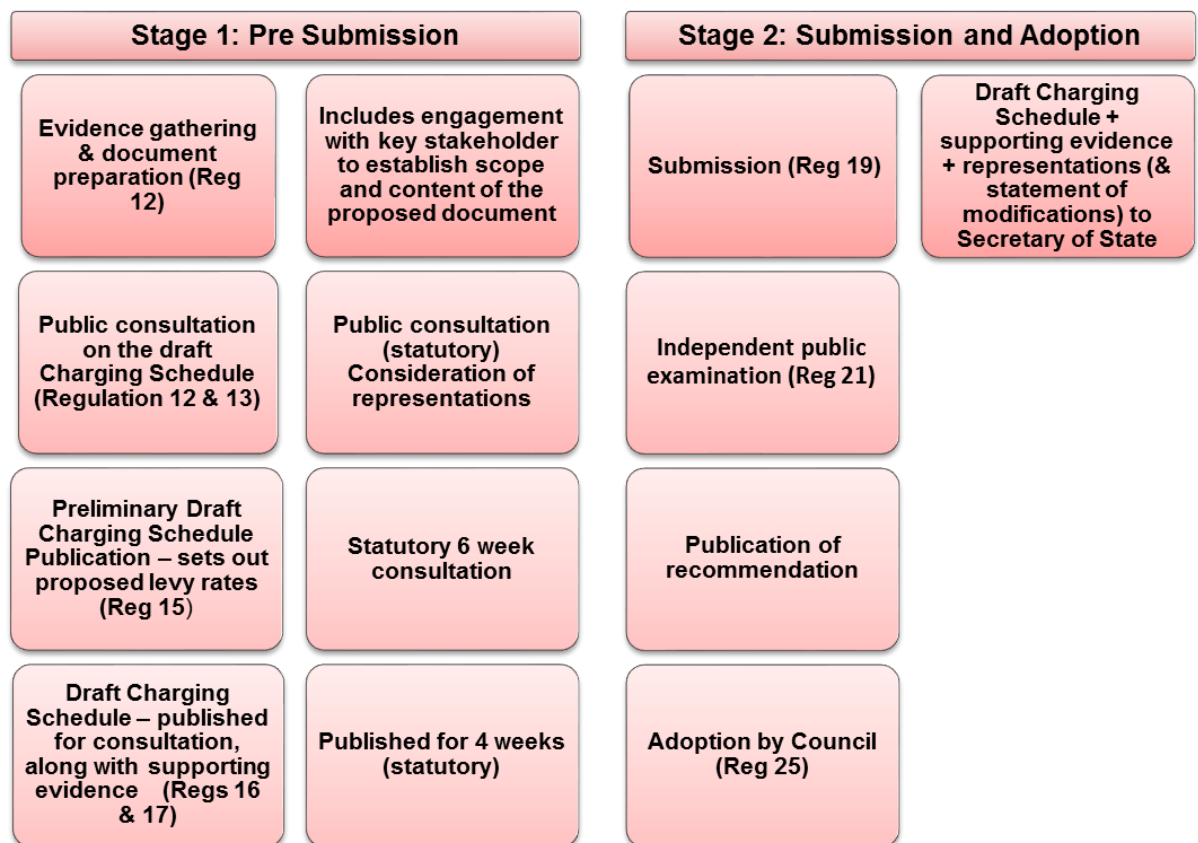 Stage 1: Pre Submission
Evidence gathering
& document
preparation (Reg
12)
Includes engagement
with key stakeholder
to establish scope
and content of the
proposed document
Public consultation
on the draft
Charging Schedule
(Regulation 12 & 13)
Public consultation
(statutory)
Consideration of
representations
Preliminary Draft
Charging Schedule
Publication – sets out
proposed levy rates
(Reg 15)
Statutory 6 week
consultation
Draft Charging
Schedule – published
for consultation,
along with supporting
evidence (Regs 16
& 17)
Published for 4 weeks
(statutory)
Stage 2: Submission and Adoption
Submission (Reg 19)
Draft Charging
Schedule +
supporting evidence
+ representations (&
statement of
modifications) to
Secretary of State
Independent public
examination (Reg 21)
Publication of
recommendation
Adoption by Council
(Reg 25)